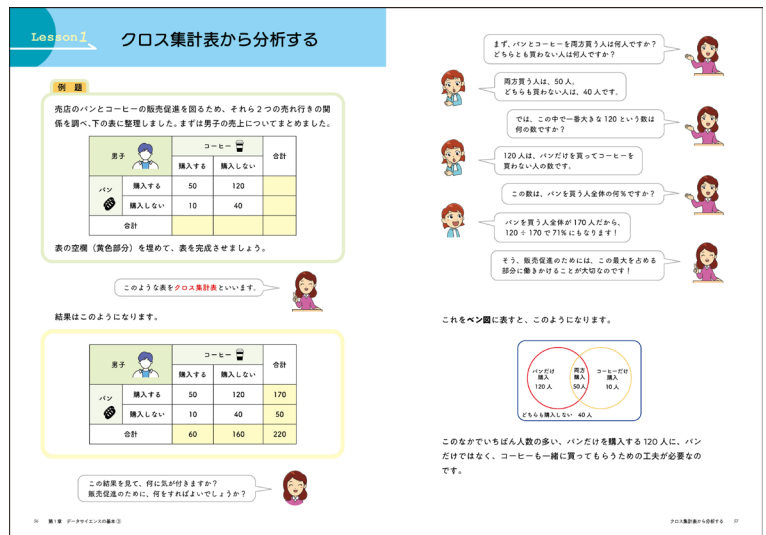 Lesson1
クロス集計表から分析する
例 題
売店のパンとコーヒーの販売促進を図るため、それら2つの売れ行きの関
係を調べ、下の表に整理しました。まずは男子の売上についてまとめました。
男子
コーヒー
合計
購入する
購入しない
パン
購入する
50
120
購入しない
10
40
合計
表の空欄(黄色部分)を埋めて、表を完成させましょう。
このような表をクロス集計表といいます。
結果はこのようになります。
男子
コーヒー
合計
購入する
購入しない
パン
購入する
50
120
170
購入しない
10
40
50
合計
60
160
220
この結果を見て、何に気が付きますか?
販売促進のために、何をすればよいでしょうか?
36 第1章 データサイエンスの基本③
まず、パンとコーヒーを両方買う人は何人ですか?
どちらとも買わない人は何人ですか?
両方買う人は、50人、
どちらも買わない人は、40人です。
では、この中で一番大きな120という数は
何の数ですか?
120人は、パンだけを買ってコーヒーを
買わない人の数です。
この数は、パンを買う人全体の何%ですか?
パンを買う人全体が170人だから、
120÷170で71%にもなります!
そう、販売促進のためには、この最大を占める
部分に働きかけることが大切なのです!
これをベン図に表すと、このようになります。
パンだけ
購入
120人
両方
購入
50人
コーヒーだけ
購入
10人
どちらも購入しない 40人
このなかでいちばん人数の多い、パンだけを購入する120人に、パン
だけではなく、コーヒーも一緒に買ってもらうための工夫が必要なの
です。
クロス集計表から分析する 37